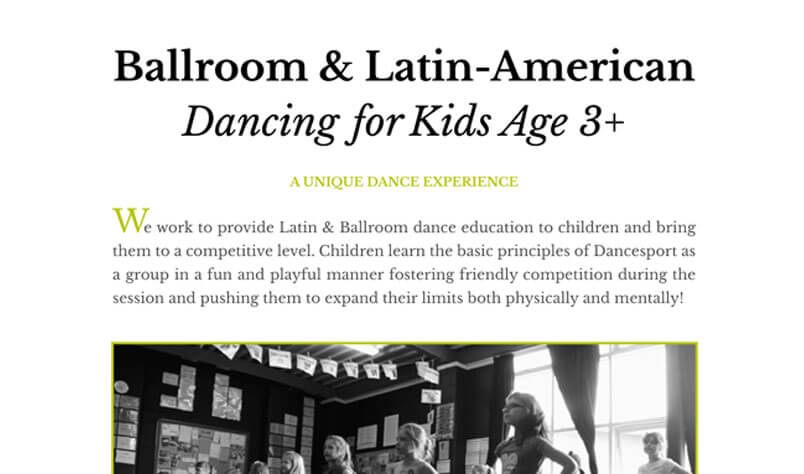 Ballroom & Latin-American
Dancing for Kids Age 3+
A UNIQUE DANCE EXPERIENCE
We work to provide Latin & Ballroom dance education to children and bring
them to a competitive level. Children learn the basic principles of Dancesport as
a group in a fun and playful manner fostering friendly competition during the
session and pushing them to expand their limits both physically and mentally!